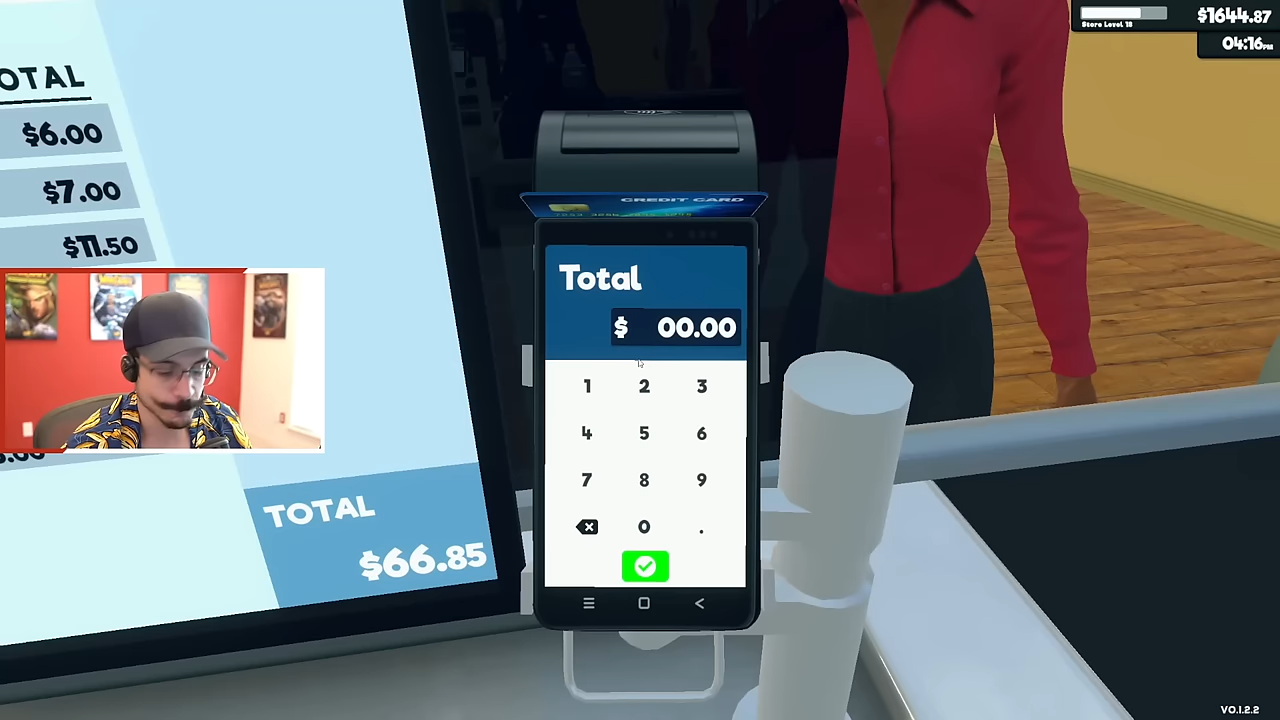 $1644.87
Store Level 18
04:16PM
TOTAL
$6.00
$7.00
$11.50
CREDIT CARD
Total
$ 00.00
1 2 3
4 5 6
7 8 9
0 .
TOTAL
$66.85
V0.1.2.2